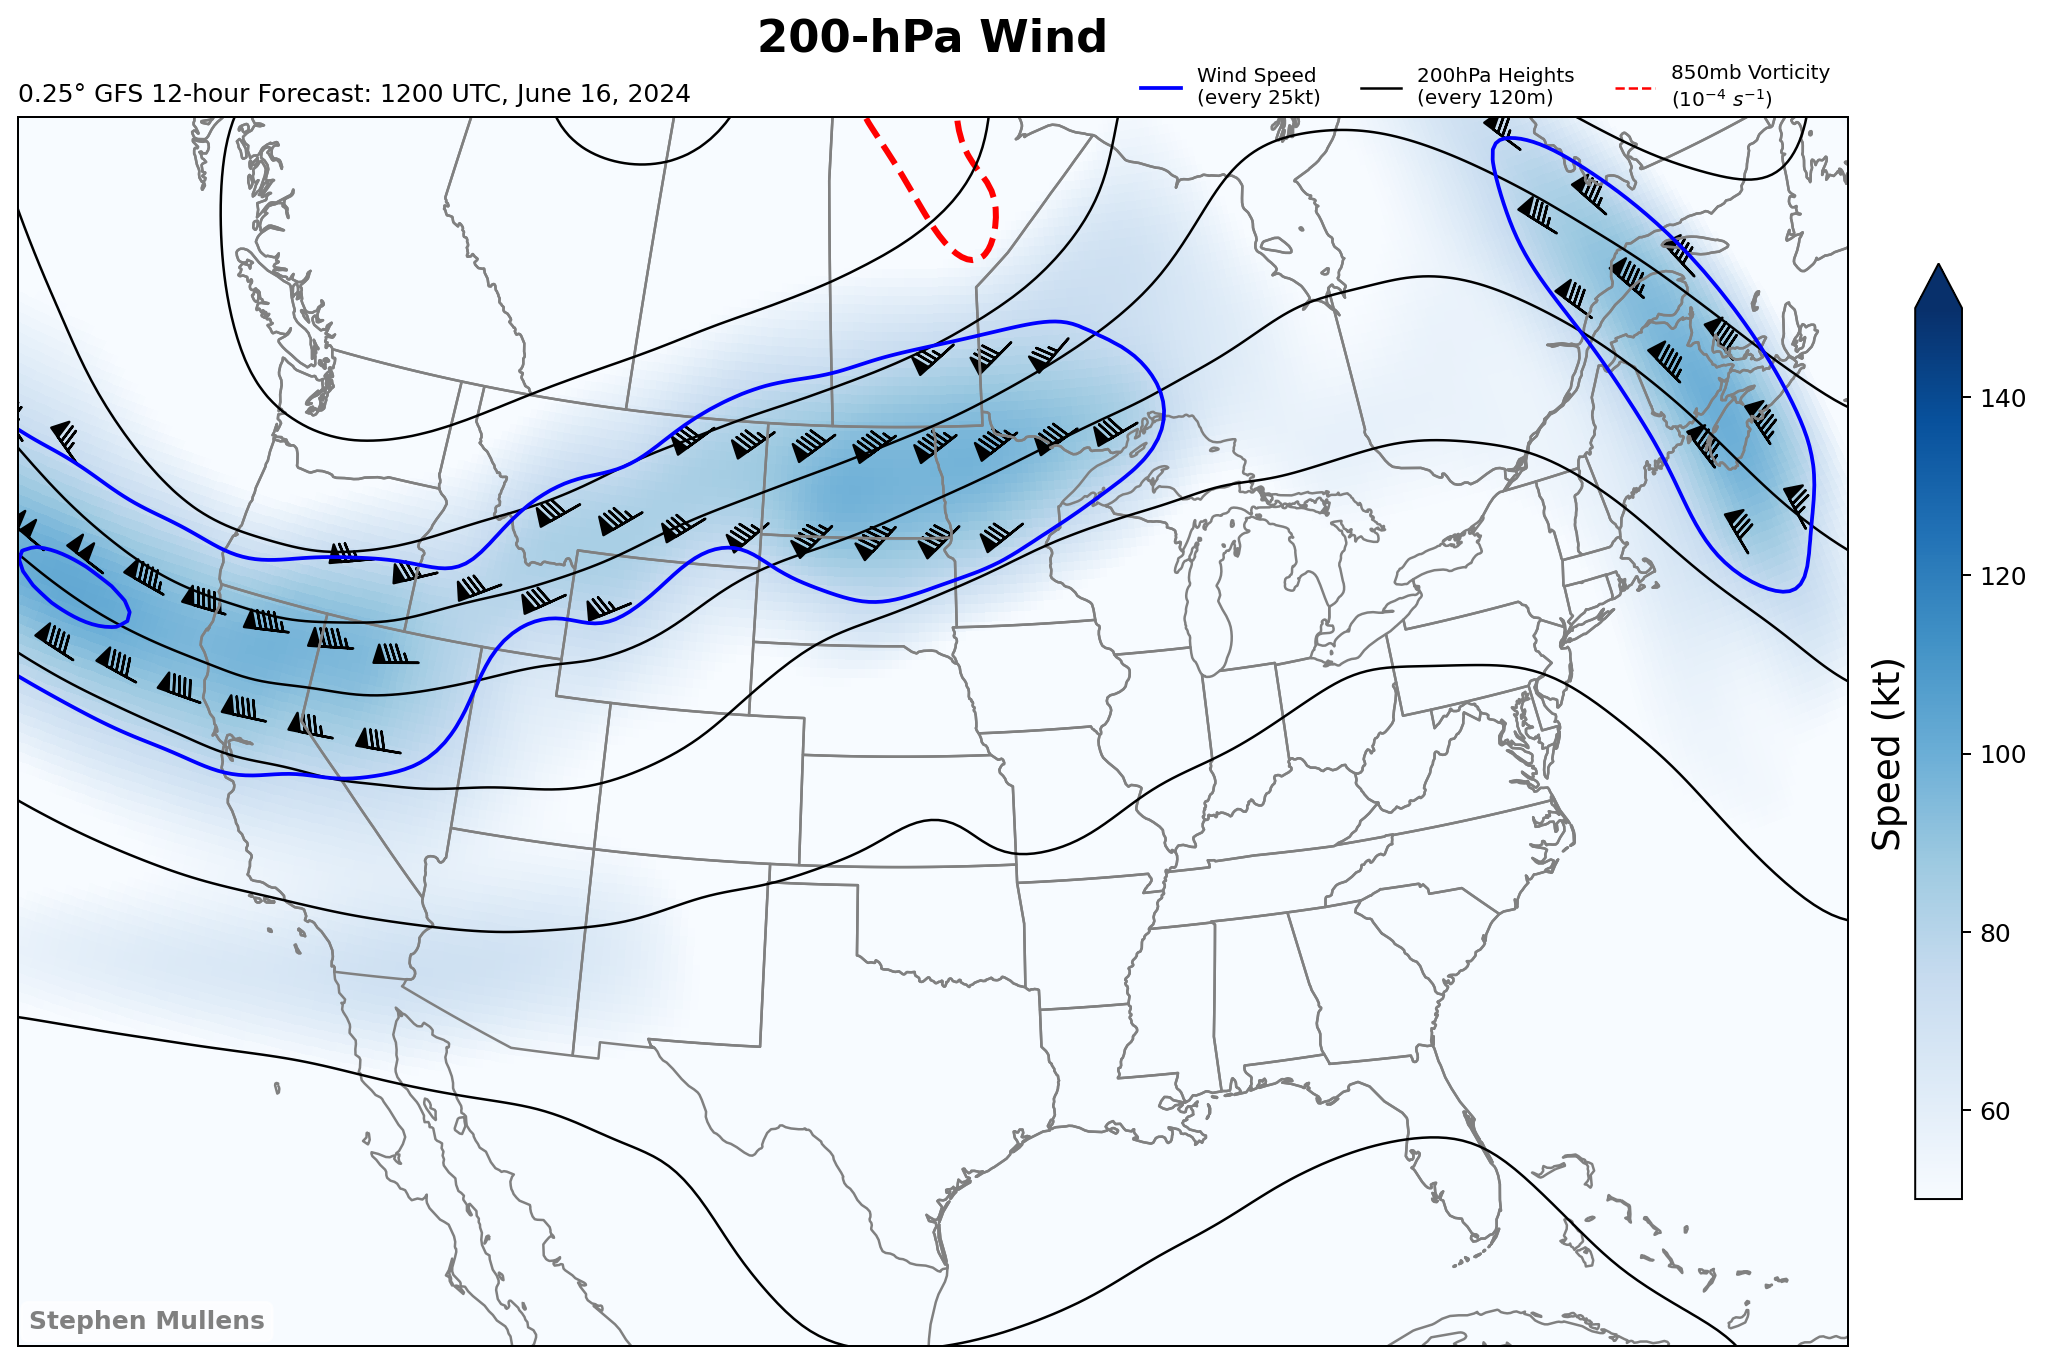 200-hPa Wind
0.25° GFS 12-hour Forecast: 1200 UTC, June 16, 2024
Wind Speed
(every 25kt)
200hPa Heights
(every 120m)
850mb Vorticity
(10⁻⁴ s⁻¹)
140
120
100
80
60
Speed (kt)
Stephen Mullens